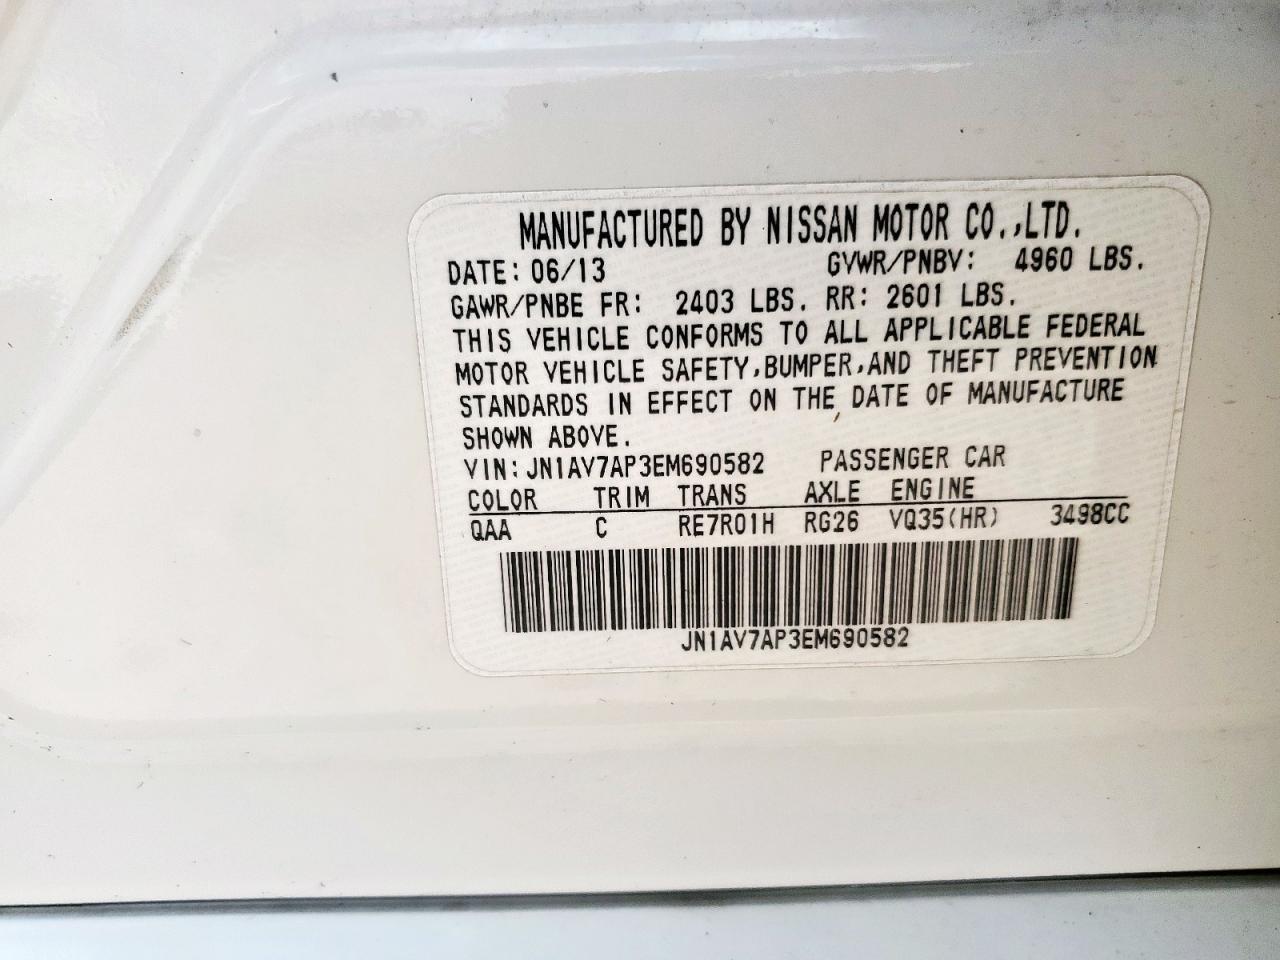 MANUFACTURED BY NISSAN MOTOR CO.,LTD.
DATE: 06/13 GVWR/PNBV: 4960 LBS.
GAWR/PNBE FR: 2403 LBS. RR: 2601 LBS.
THIS VEHICLE CONFORMS TO ALL APPLICABLE FEDERAL
MOTOR VEHICLE SAFETY,BUMPER,AND THEFT PREVENTION
STANDARDS IN EFFECT ON THE DATE OF MANUFACTURE
SHOWN ABOVE.
VIN: JN1AV7AP3EM690582 PASSENGER CAR
COLOR TRIM TRANS AXLE ENGINE
QAA C RE7R01H RG26 VQ35(HR) 3498CC
JN1AV7AP3EM690582